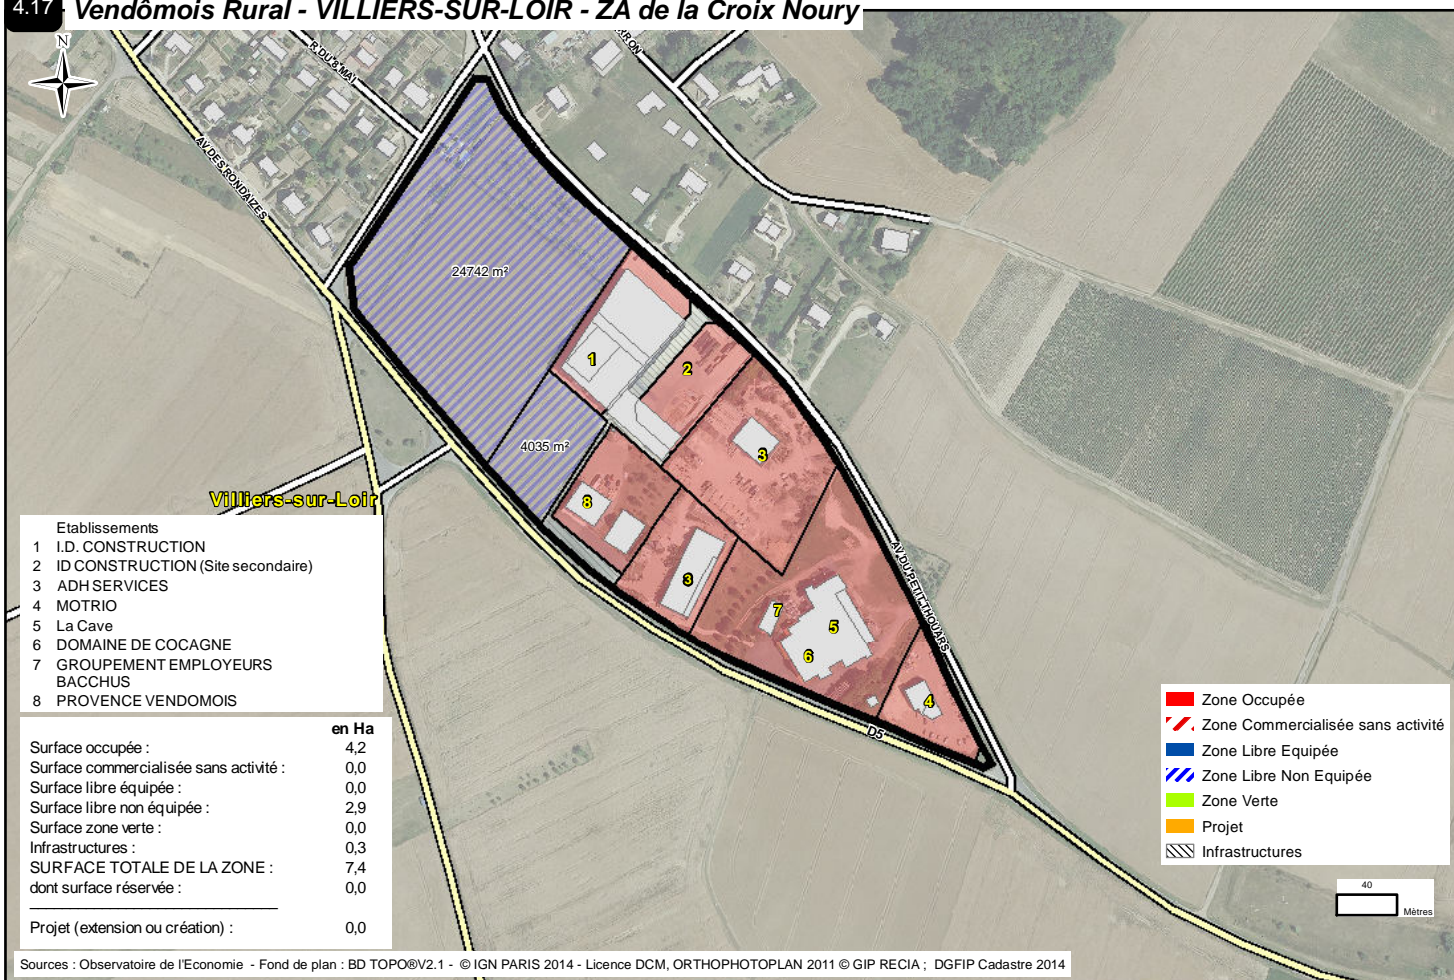 4.17 Vendômois Rural - VILLIERS-SUR-LOIR - ZA de la Croix Noury
N
R.DU 8 MAI
AV.DES RONDAIZES
24742 m²
1
2
4035 m²
3
8
Villiers-sur-Loir
3
7
5
6
4
AV.DU PETIT-THOUARS
D5
Etablissements
1 I.D. CONSTRUCTION
2 ID CONSTRUCTION (Site secondaire)
3 ADH SERVICES
4 MOTRIO
5 La Cave
6 DOMAINE DE COCAGNE
7 GROUPEMENT EMPLOYEURS
BACCHUS
8 PROVENCE VENDOMOIS
en Ha
Surface occupée : 4,2
Surface commercialisée sans activité : 0,0
Surface libre équipée : 0,0
Surface libre non équipée : 2,9
Surface zone verte : 0,0
Infrastructures : 0,3
SURFACE TOTALE DE LA ZONE : 7,4
dont surface réservée : 0,0
Projet (extension ou création) : 0,0
Zone Occupée
Zone Commercialisée sans activité
Zone Libre Equipée
Zone Libre Non Equipée
Zone Verte
Projet
Infrastructures
40
Mètres
Sources : Observatoire de l'Economie - Fond de plan : BD TOPO®V2.1 - © IGN PARIS 2014 - Licence DCM, ORTHOPHOTOPLAN 2011 © GIP RECIA ; DGFIP Cadastre 2014